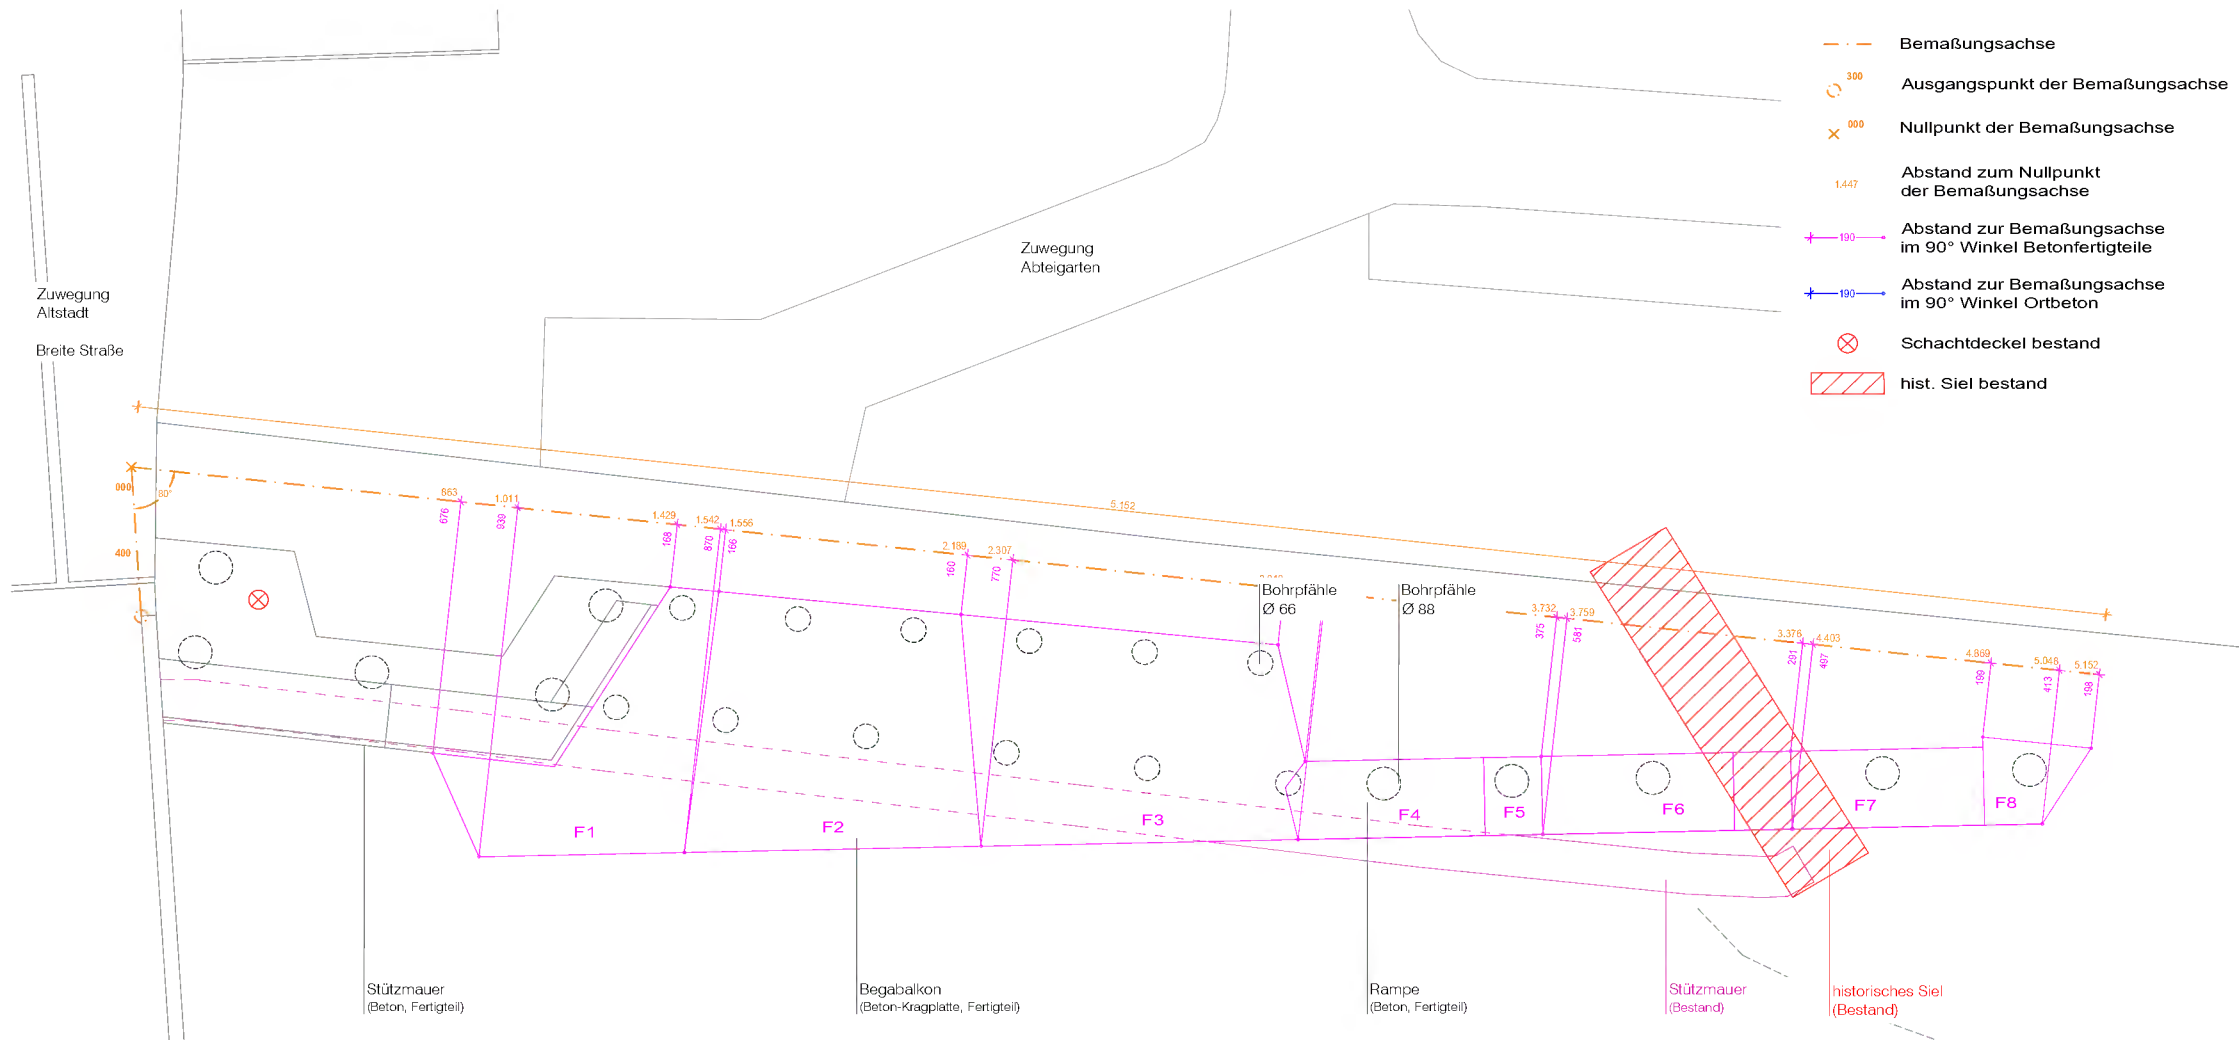 Bemaßungsachse
300
Ausgangspunkt der Bemaßungsachse
000
Nullpunkt der Bemaßungsachse
1.447
Abstand zum Nullpunkt
der Bemaßungsachse
190
Abstand zur Bemaßungsachse
im 90° Winkel Betonfertigteile
190
Abstand zur Bemaßungsachse
im 90° Winkel Ortbeton
Schachtdeckel bestand
hist. Siel bestand
Zuwegung
Abteigarten
Zuwegung
Altstadt
Breite Straße
000
80°
400
5.152
663
1.011
1.429
1.542
1.556
2.189
2.307
3.732
3.759
3.376
4.403
4.869
5.046
5.152
676
939
168
870
166
160
770
375
581
291
497
199
413
198
Bohrpfähle
Ø 66
Bohrpfähle
Ø 88
F1
F2
F3
F4
F5
F6
F7
F8
Stützmauer
(Beton, Fertigteil)
Begabalkon
(Beton-Kragplatte, Fertigteil)
Rampe
(Beton, Fertigteil)
Stützmauer
(Bestand)
historisches Siel
(Bestand)